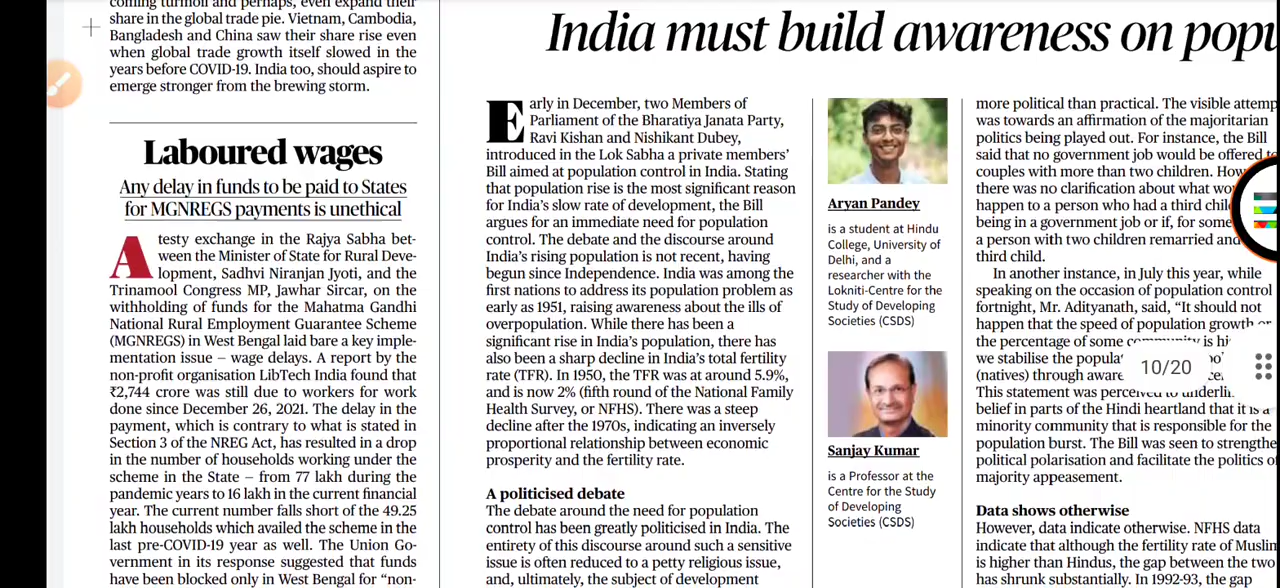 coming turmoil and perhaps, even expand their
share in the global trade pie. Vietnam, Cambodia,
Bangladesh and China saw their share rise even
when global trade growth itself slowed in the
years before COVID-19. India too, should aspire to
emerge stronger from the brewing storm.
Laboured wages
Any delay in funds to be paid to States
for MGNREGS payments is unethical
A testy exchange in the Rajya Sabha bet-
ween the Minister of State for Rural Deve-
lopment, Sadhvi Niranjan Jyoti, and the
Trinamool Congress MP, Jawhar Sircar, on the
withholding of funds for the Mahatma Gandhi
National Rural Employment Guarantee Scheme
(MGNREGS) in West Bengal laid bare a key imple-
mentation issue – wage delays. A report by the
non-profit organisation LibTech India found that
₹2,744 crore was still due to workers for work
done since December 26, 2021. The delay in the
payment, which is contrary to what is stated in
Section 3 of the NREG Act, has resulted in a drop
in the number of households working under the
scheme in the State – from 77 lakh during the
pandemic years to 16 lakh in the current financial
year. The current number falls short of the 49.25
lakh households which availed the scheme in the
last pre-COVID-19 year as well. The Union Go-
vernment in its response suggested that funds
have been blocked only in West Bengal for “non-
India must build awareness on popu
Early in December, two Members of
Parliament of the Bharatiya Janata Party,
Ravi Kishan and Nishikant Dubey,
introduced in the Lok Sabha a private members’
Bill aimed at population control in India. Stating
that population rise is the most significant reason
for India’s slow rate of development, the Bill
argues for an immediate need for population
control. The debate and the discourse around
India’s rising population is not recent, having
begun since Independence. India was among the
first nations to address its population problem as
early as 1951, raising awareness about the ills of
overpopulation. While there has been a
significant rise in India’s population, there has
also been a sharp decline in India’s total fertility
rate (TFR). In 1950, the TFR was at around 5.9%,
and is now 2% (fifth round of the National Family
Health Survey, or NFHS). There was a steep
decline after the 1970s, indicating an inversely
proportional relationship between economic
prosperity and the fertility rate.
A politicised debate
The debate around the need for population
control has been greatly politicised in India. The
entirety of this discourse around such a sensitive
issue is often reduced to a petty religious issue,
and, ultimately, the subject of development
Aryan Pandey
is a student at Hindu
College, University of
Delhi, and a
researcher with the
Lokniti-Centre for the
Study of Developing
Societies (CSDS)
Sanjay Kumar
is a Professor at the
Centre for the Study
of Developing
Societies (CSDS)
more political than practical. The visible attemp
was towards an affirmation of the majoritarian
politics being played out. For instance, the Bill
said that no government job would be offered to
couples with more than two children. How
there was no clarification about what wou
happen to a person who had a third chil
being in a government job or if, for some
a person with two children remarried and
third child.
In another instance, in July this year, while
speaking on the occasion of population control
fortnight, Mr. Adityanath, said, “It should not
happen that the speed of population growth or
the percentage of some community is hi
we stabilise the popula
(natives) through aware
This statement was perceived to underli
belief in parts of the Hindi heartland that it is a
minority community that is responsible for the
population burst. The Bill was seen to strengthe
political polarisation and facilitate the politics of
majority appeasement.
Data shows otherwise
However, data indicate otherwise. NFHS data
indicate that although the fertility rate of Muslim
is higher than Hindus, the gap between the two
has shrunk substantially. In 1992-93, the gap
10/20